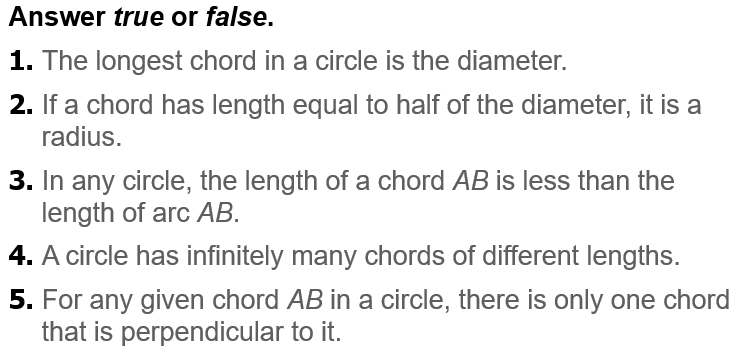 Answer true or false.
1. The longest chord in a circle is the diameter.
2. If a chord has length equal to half of the diameter, it is a
radius.
3. In any circle, the length of a chord AB is less than the
length of arc AB.
4. A circle has infinitely many chords of different lengths.
5. For any given chord AB in a circle, there is only one chord
that is perpendicular to it.